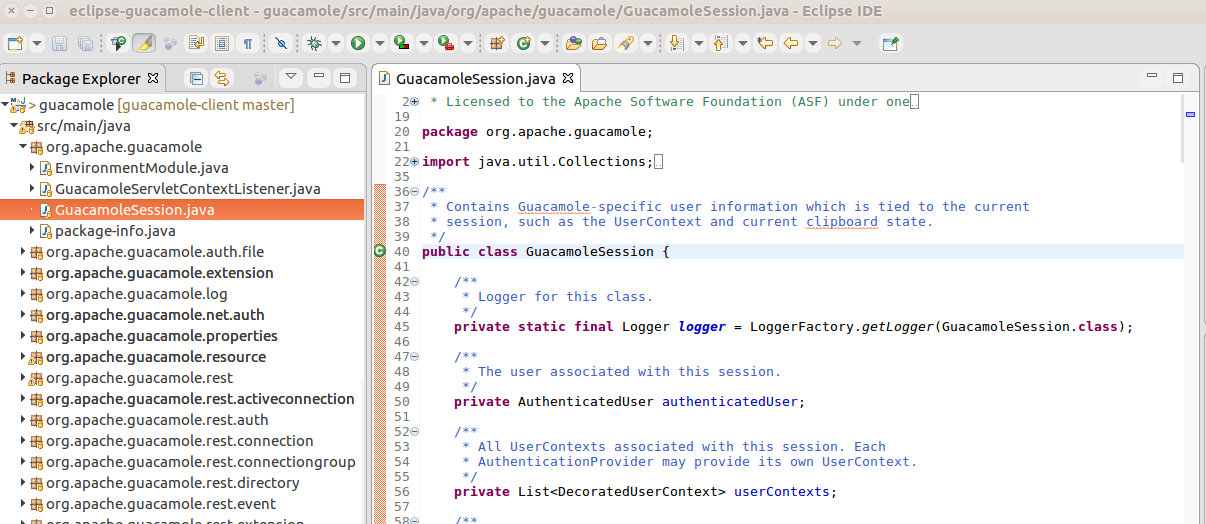 eclipse-guacamole-client - guacamole/src/main/java/org/apache/guacamole/GuacamoleSession.java - Eclipse IDE
Package Explorer
> guacamole [guacamole-client master]
src/main/java
org.apache.guacamole
EnvironmentModule.java
GuacamoleServletContextListener.java
GuacamoleSession.java
package-info.java
org.apache.guacamole.auth.file
org.apache.guacamole.extension
org.apache.guacamole.log
org.apache.guacamole.net.auth
org.apache.guacamole.properties
org.apache.guacamole.resource
org.apache.guacamole.rest
org.apache.guacamole.rest.activeconnection
org.apache.guacamole.rest.auth
org.apache.guacamole.rest.connection
org.apache.guacamole.rest.connectiongroup
org.apache.guacamole.rest.directory
org.apache.guacamole.rest.event
org.apache.guacamole.rest.extension
GuacamoleSession.java
2 * Licensed to the Apache Software Foundation (ASF) under one
19
20 package org.apache.guacamole;
21
22 import java.util.Collections;
35
36 /**
37 * Contains Guacamole-specific user information which is tied to the current
38 * session, such as the UserContext and current clipboard state.
39 */
40 public class GuacamoleSession {
41
42 /**
43 * Logger for this class.
44 */
45 private static final Logger logger = LoggerFactory.getLogger(GuacamoleSession.class);
46
47 /**
48 * The user associated with this session.
49 */
50 private AuthenticatedUser authenticatedUser;
51
52 /**
53 * All UserContexts associated with this session. Each
54 * AuthenticationProvider may provide its own UserContext.
55 */
56 private List<DecoratedUserContext> userContexts;
57
58 /**